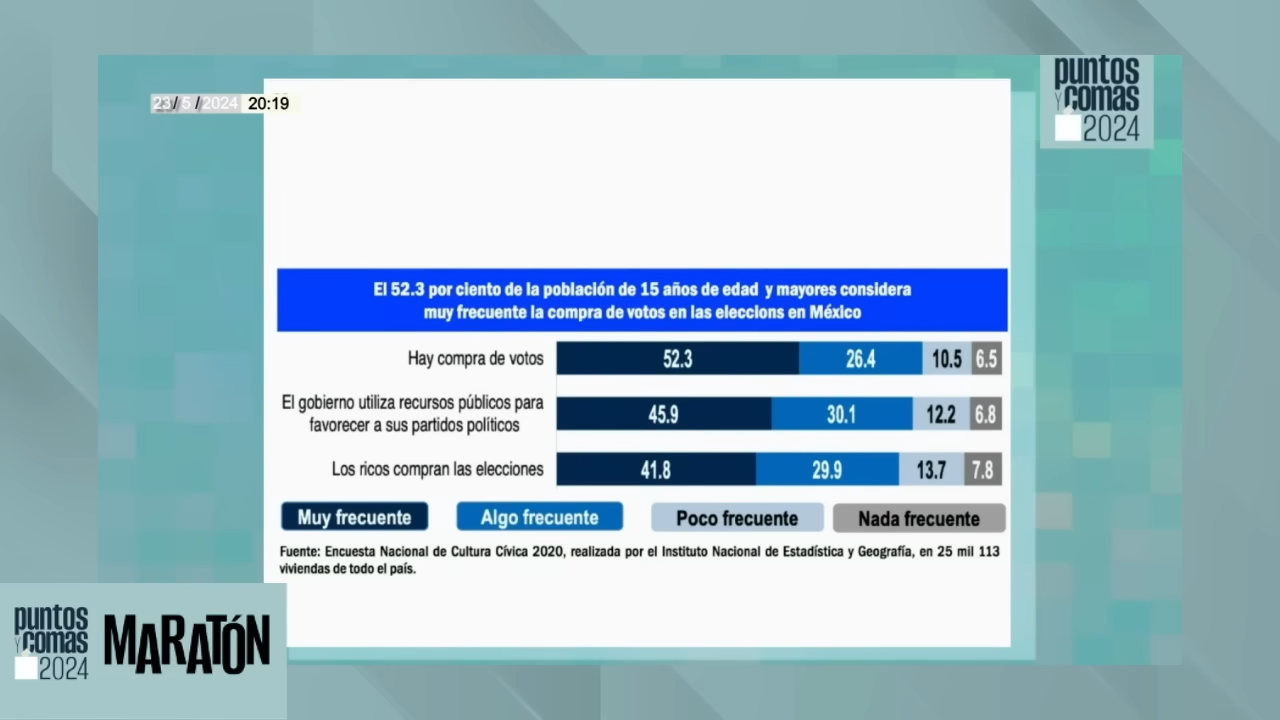 23/ 5 /2024 20:19
puntos
Y comas
2024
El 52.3 por ciento de la población de 15 años de edad y mayores considera
muy frecuente la compra de votos en las eleccions en México
Hay compra de votos 52.3 26.4 10.5 6.5
El gobierno utiliza recursos públicos para
favorecer a sus partidos políticos 45.9 30.1 12.2 6.8
Los ricos compran las elecciones 41.8 29.9 13.7 7.8
Muy frecuente Algo frecuente Poco frecuente Nada frecuente
Fuente: Encuesta Nacional de Cultura Cívica 2020, realizada por el Instituto Nacional de Estadística y Geografía, en 25 mil 113
viviendas de todo el país.
puntos
Y comas
2024
MARATÓN